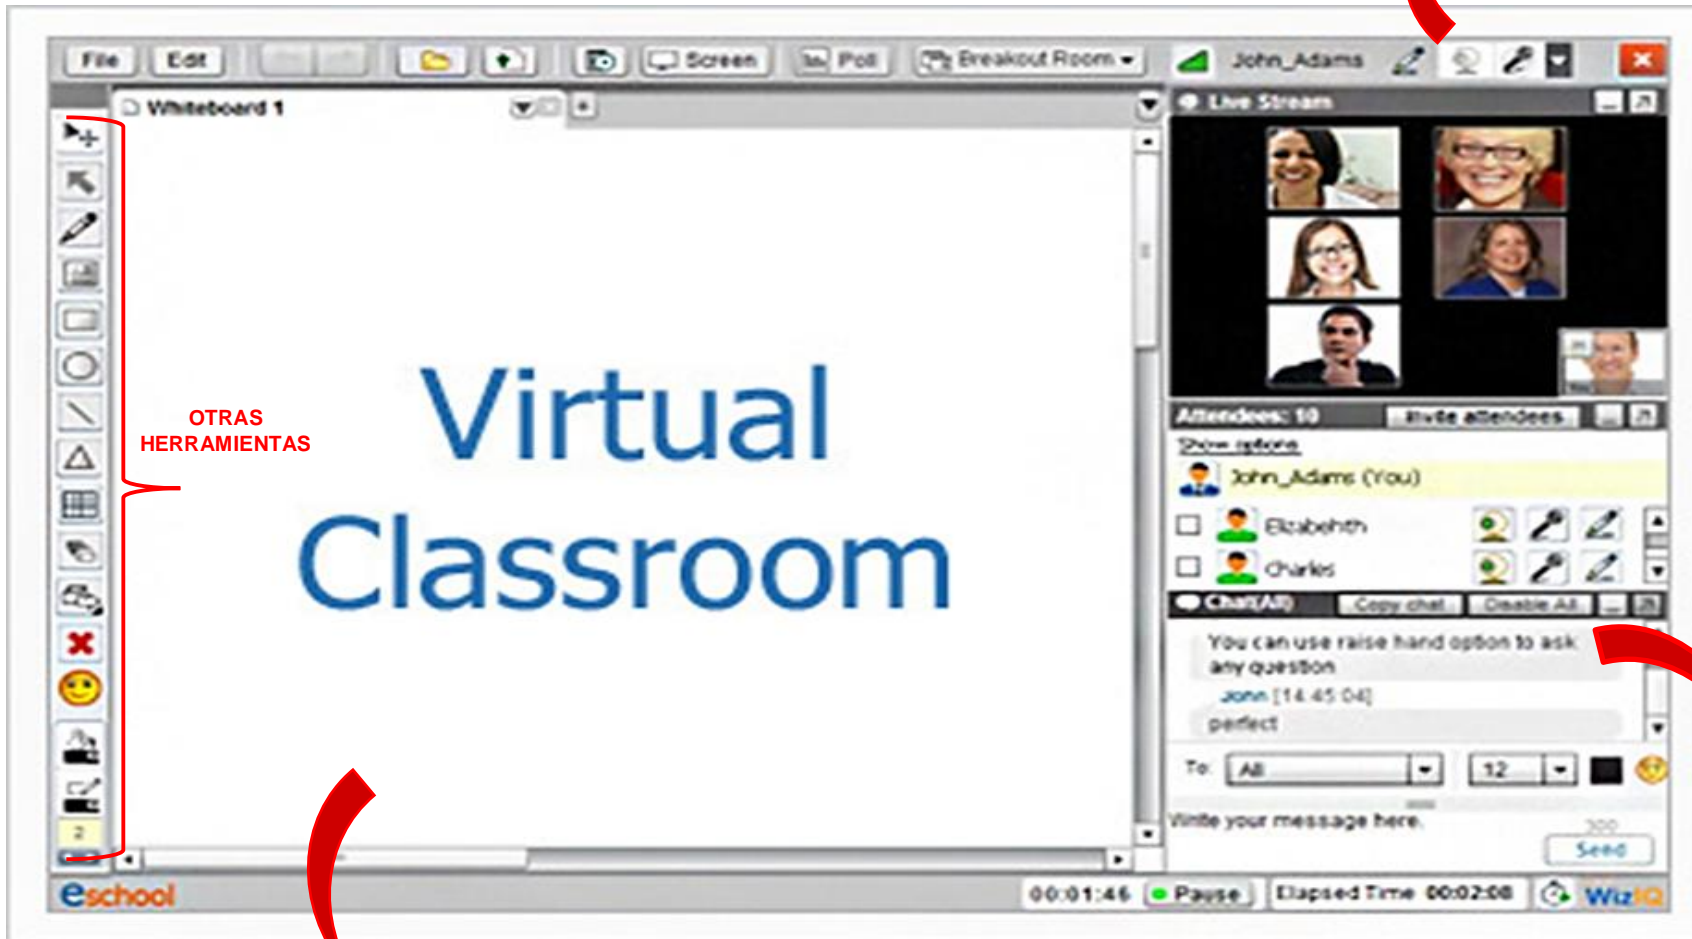 File Edit Screen Poll Breakout Room John_Adams
Whiteboard 1
Live Stream
OTRAS
HERRAMIENTAS
Virtual
Classroom
Attendees: 10 Invite attendees
Show options
John_Adams (You)
Elizabehth
Charles
Chat(All) Copy chat Disable All
You can use raise hand option to ask
any question
John [14:45:04]
perfect
To: All 12
Write your message here.
300
Send
2
eschool 00:01:46 Pause Elapsed Time 00:02:08 WizIQ